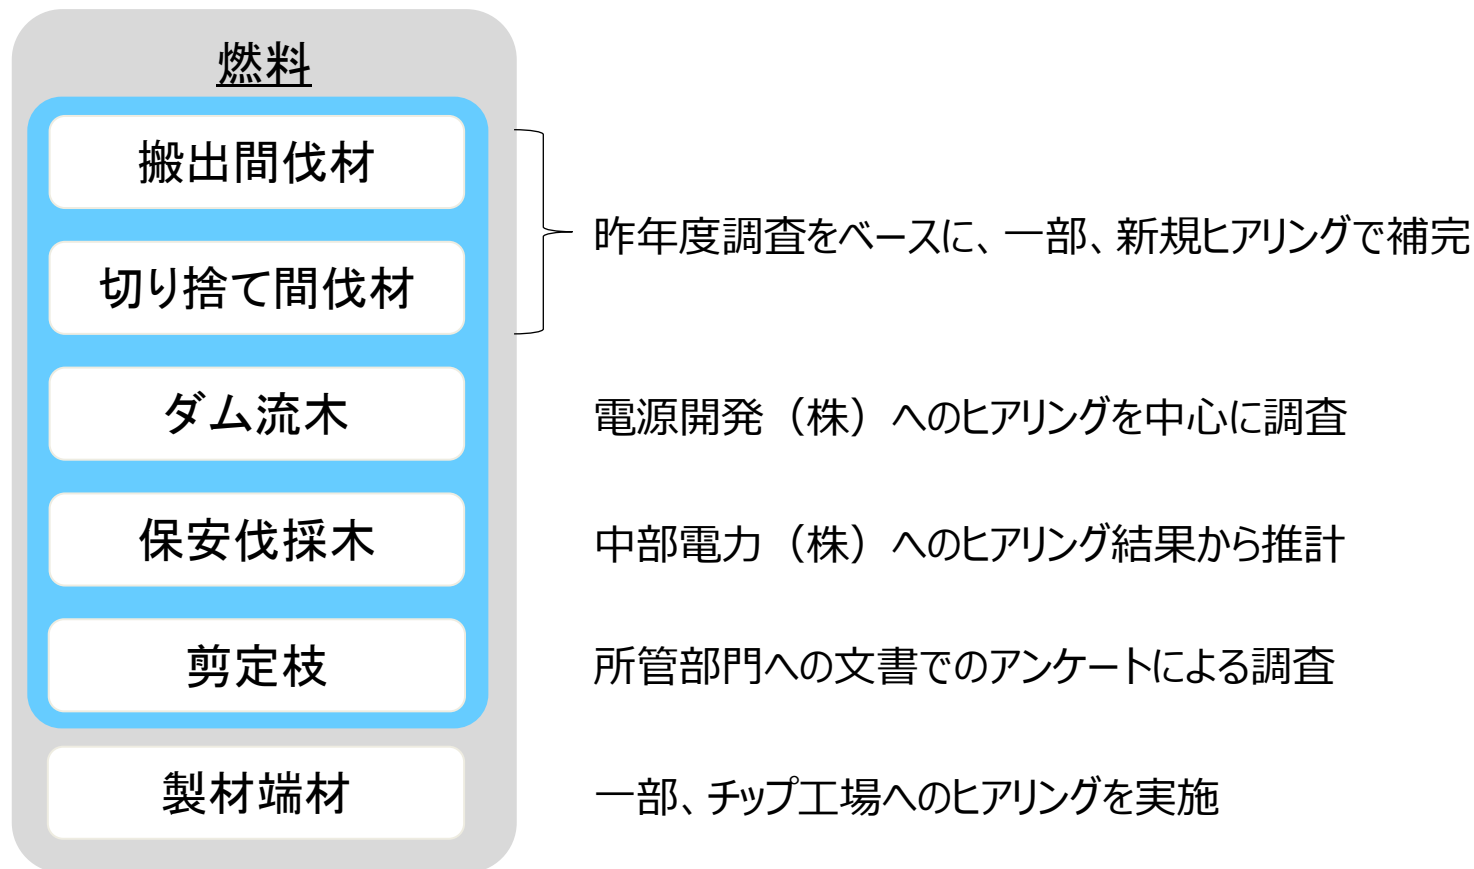 燃料
搬出間伐材
切り捨て間伐材
昨年度調査をベースに、一部、新規ヒアリングで補完
ダム流木
電源開発（株）へのヒアリングを中心に調査
保安伐採木
中部電力（株）へのヒアリング結果から推計
剪定枝
所管部門への文書でのアンケートによる調査
製材端材
一部、チップ工場へのヒアリングを実施